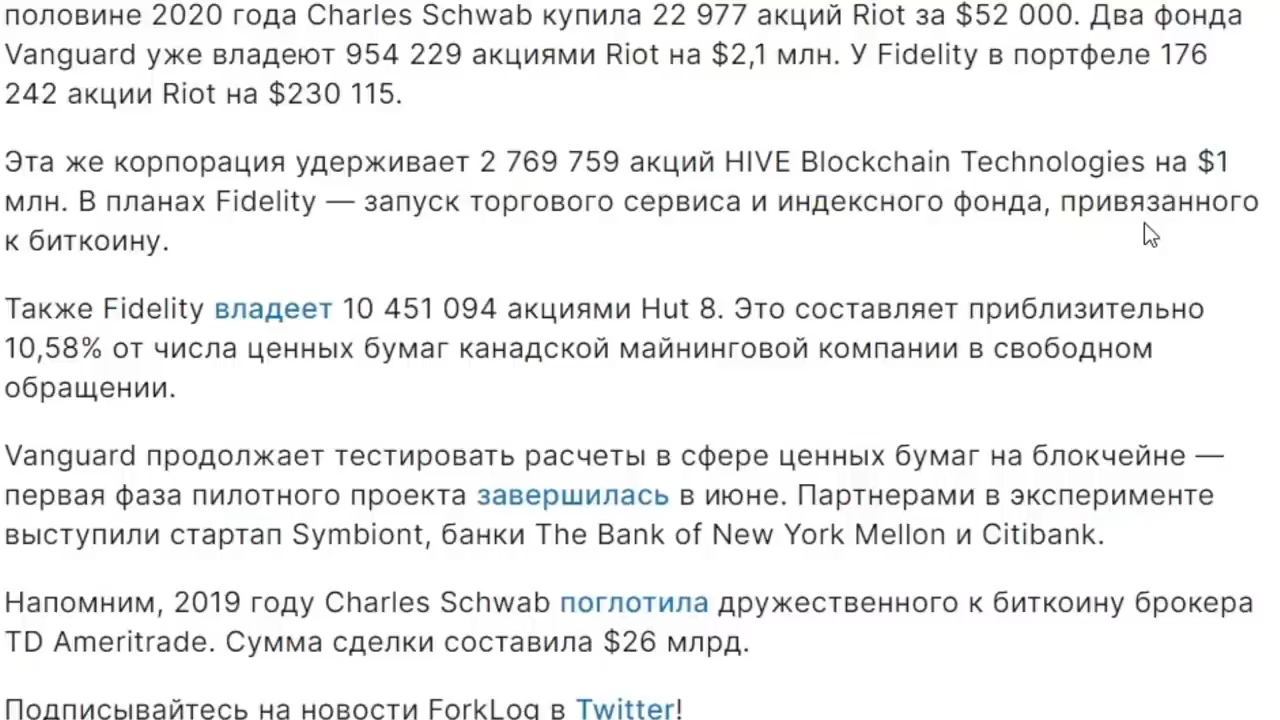 половине 2020 года Charles Schwab купила 22 977 акций Riot за $52 000. Два фонда
Vanguard уже владеют 954 229 акциями Riot на $2,1 млн. У Fidelity в портфеле 176
242 акции Riot на $230 115.
Эта же корпорация удерживает 2 769 759 акций HIVE Blockchain Technologies на $1
млн. В планах Fidelity — запуск торгового сервиса и индексного фонда, привязанного
к биткоину.
Также Fidelity владеет 10 451 094 акциями Hut 8. Это составляет приблизительно
10,58% от числа ценных бумаг канадской майнинговой компании в свободном
обращении.
Vanguard продолжает тестировать расчеты в сфере ценных бумаг на блокчейне —
первая фаза пилотного проекта завершилась в июне. Партнерами в эксперименте
выступили стартап Symbiont, банки The Bank of New York Mellon и Citibank.
Напомним, 2019 году Charles Schwab поглотила дружественного к биткоину брокера
TD Ameritrade. Сумма сделки составила $26 млрд.
Подписывайтесь на новости ForkLog в Twitter!